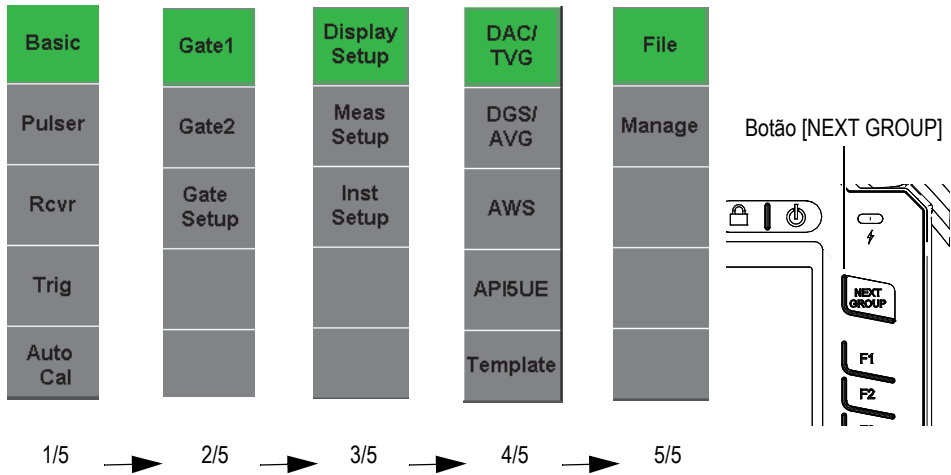 Basic
Pulser
Rcvr
Trig
Auto
Cal
Gate1
Gate2
Gate
Setup
Display
Setup
Meas
Setup
Inst
Setup
DAC/
TVG
DGS/
AVG
AWS
API5UE
Template
File
Manage
Botão [NEXT GROUP]
NEXT
GROUP
F1
F2
1/5
2/5
3/5
4/5
5/5